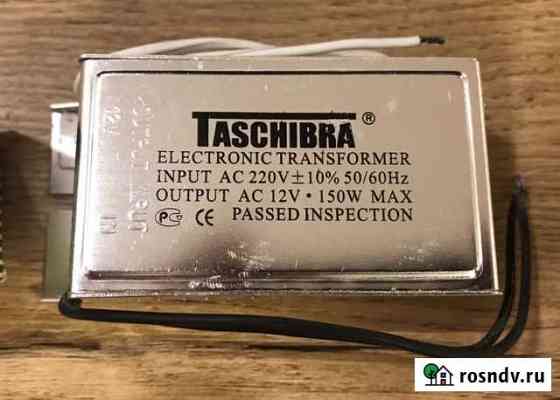 TASCHIBRA ®
ELECTRONIC TRANSFORMER
INPUT AC 220V±10% 50/60Hz
OUTPUT AC 12V • 150W MAX
PC CE PASSED INSPECTION
rosndv.ru